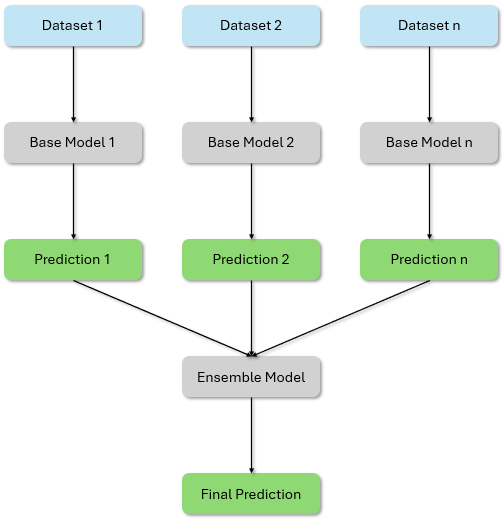 Dataset 1
Dataset 2
Dataset n
Base Model 1
Base Model 2
Base Model n
Prediction 1
Prediction 2
Prediction n
Ensemble Model
Final Prediction